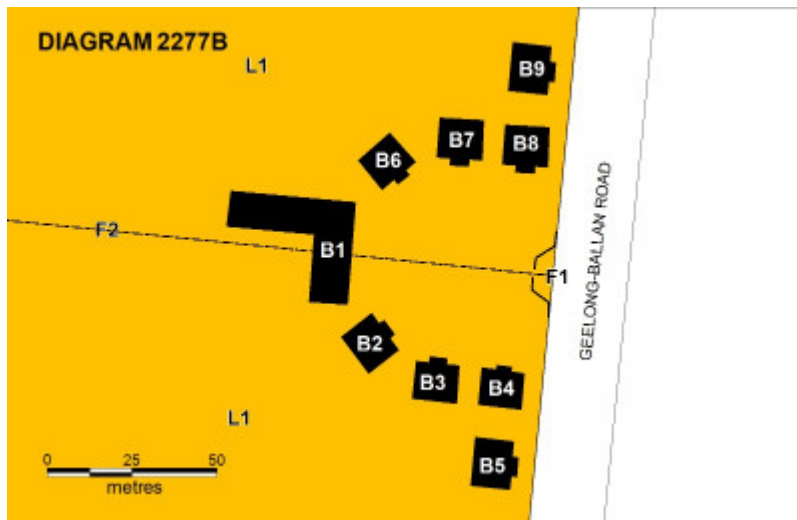 DIAGRAM 2277B
L1
B9
B7
B8
B6
F2
B1
F1
GEELONG-BALLAN ROAD
B2
B3
B4
L1
B5
0 25 50
metres